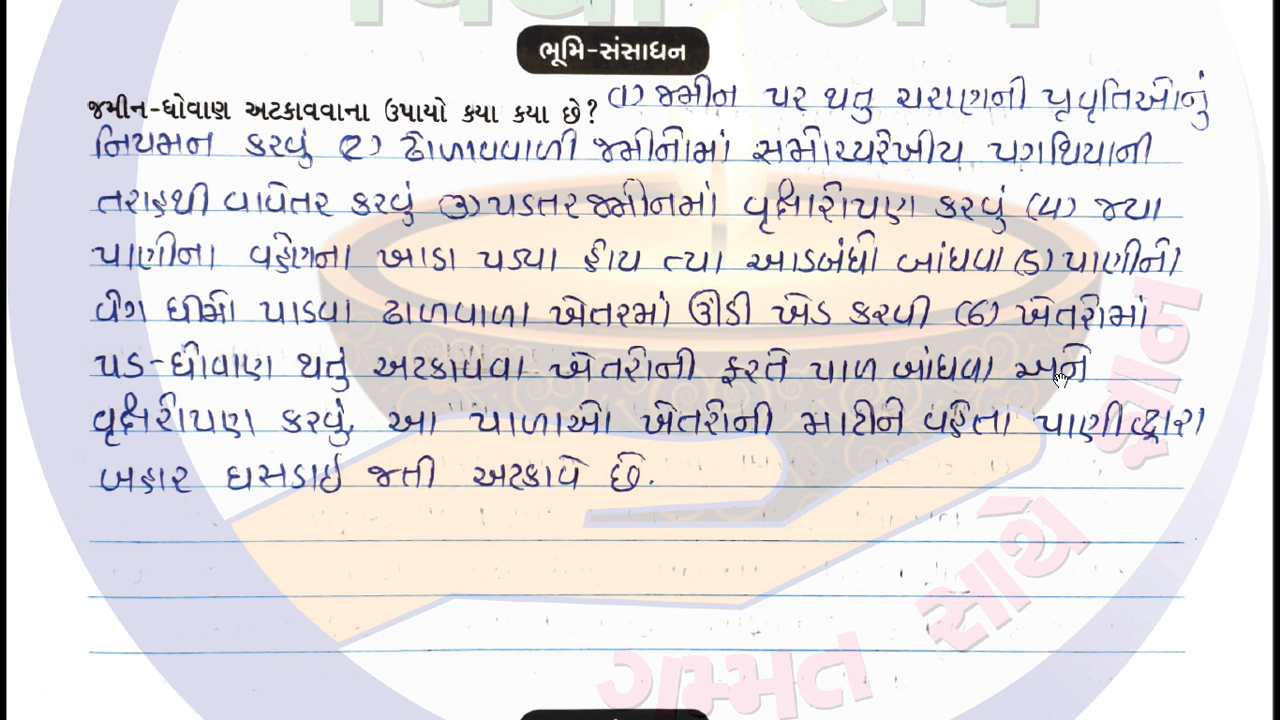 ભૂમિ-સંસાધન
જમીન-ધોવાણ અટકાવવાના ઉપાયો કયા કયા છે? (1) જમીન પર થતુ ચરાણની પ્રવૃતિઓનું
નિયમન કરવું (2) ઢોળાવવાળી જમીનોમાં સમોચ્ચરેખીય પગથિયાની
તરાહથી વાવેતર કરવું (3) પડતર જમીનમાં વૃક્ષારોપણ કરવું (4) જ્યા
પાણીના વહેણના ખાડા પડ્યા હોય ત્યા આડબંધો બાંધવા (5) પાણીનો
વેગ ધીમો પાડવા ઢાળવાળા ખેતરમાં ઊંડી ખેડ કરવી (6) ખેતરોમાં
પડ-ધોવાણ થતું અટકાવવા ખેતરોની ફરતે પાળ બાંધવા અને
વૃક્ષરોપણ કરવું. આ પાળાઓ ખેતરોની માટીને વહેતા પાણી દ્વારા
બહાર ઘસડાઇ જતી અટકાવે છે.
જ્ઞાન
સાથે
ગમ્મત